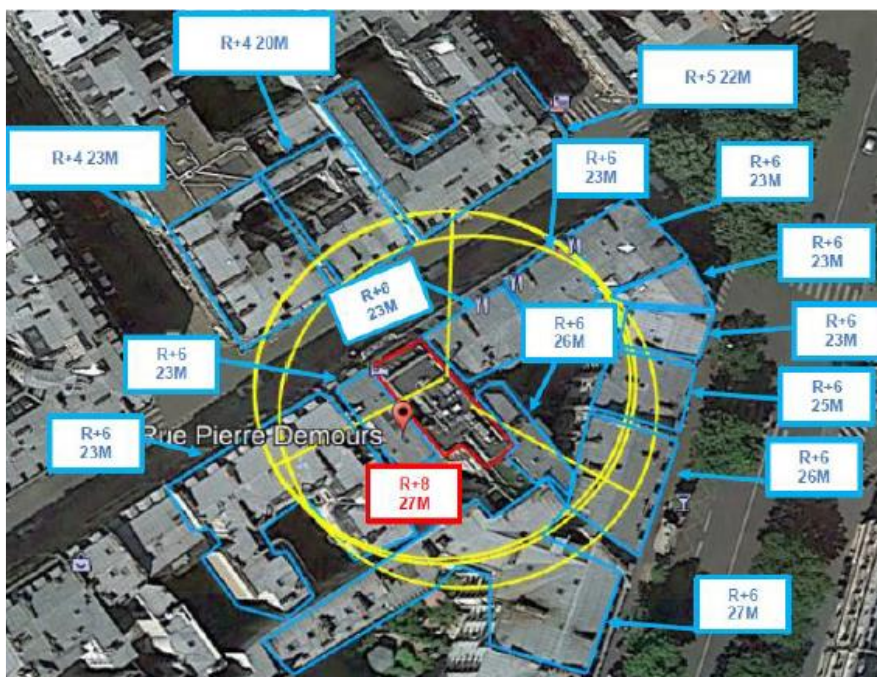 R+4 20M
R+5 22M
R+4 23M
R+6
23M
R+6
23M
R+6
23M
R+6
23M
R+6
26M
R+6
23M
R+6
23M
R+6
25M
Rue Pierre Demours
R+6
23M
R+6
26M
R+8
27M
R+6
27M